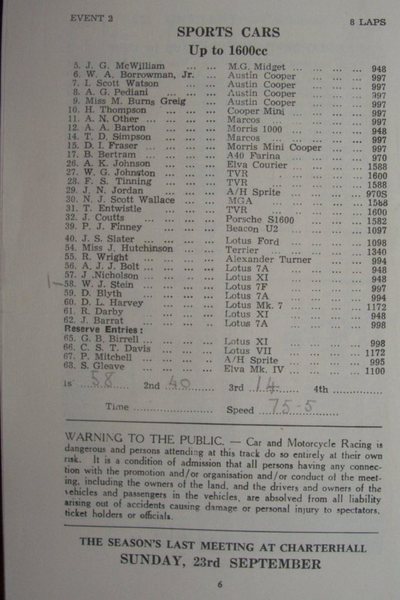 EVENT 2 8 LAPS
SPORTS CARS
Up to 1600cc
5. J. G. McWilliam ... ... M.G. Midget ... ... ... ... 948
6. W. A. Borrowman, Jr. ... Austin Cooper ... ... ... 997
7. I. Scott Watson ... ... Austin Cooper ... ... ... 997
8. A. G. Pediani ... ... ... Austin Cooper ... ... ... 997
9. Miss M. Burns Greig ... Austin Cooper ... ... ... 997
10. H. Thompson ... ... ... Cooper Mini ... ... ... ... 997
11. A. N. Other ... ... ... Marcos ... ... ... ... 997
12. A. A. Barton ... ... ... Morris 1000 ... ... ... ... 948
14. T. D. Simpson ... ... ... Marcos ... ... ... ... 997
15. D. I. Fraser ... ... ... Morris Mini Cooper ... ... 997
17. B. Bertram ... ... ... A40 Farina ... ... ... ... 970
26. A. K. Johnson ... ... ... Elva Courier ... ... ... 1588
27. W. G. Johnston ... ... TVR ... ... ... ... 1600
28. F. S. Tinning ... ... ... TVR ... ... ... ... 1588
29. J. N. Jordan ... ... ... A/H Sprite ... ... ... ... 970S
30. N. J. Scott Wallace ... ... MGA ... ... ... ... 1588
31. T. Entwistle ... ... ... TVR ... ... ... ... 1600
32. J. Coutts ... ... ... Porsche S1600 ... ... ... 1582
39. P. J. Finney ... ... ... Beacon U2 ... ... ... ... 1097
40. J. S. Slater ... ... ... Lotus Ford ... ... ... ... 1098
54. Miss J. Hutchinson ... ... Terrier ... ... ... ... 1340
55. R. Wright ... ... ... Alexander Turner ... ... ... 994
56. A. J. J. Bolt ... ... ... Lotus 7A ... ... ... ... 948
57. J. Nicholson ... ... ... Lotus XI ... ... ... ... 948
58. W. J. Stein ... ... ... Lotus 7F ... ... ... ... 997
59. D. Blyth ... ... ... Lotus 7A ... ... ... ... 994
60. D. L. Harvey ... ... ... Lotus Mk. 7 ... ... ... 1172
61. R. Darby ... ... ... Lotus XI ... ... ... ... 948
62. J. Barrat ... ... ... Lotus 7A ... ... ... ... 998
Reserve Entries:
65. G. B. Birrell ... ... ... Lotus XI ... ... ... ... 998
66. C. S. T. Davis ... ... ... Lotus VII ... ... ... ... 1172
67. P. Mitchell ... ... ... A/H Sprite ... ... ... ... 995
68. S. Gleave ... ... ... Elva Mk. IV ... ... ... 1100
1s 58 2nd 40 3rd 14 4th
Time Speed 75-5
WARNING TO THE PUBLIC. — Car and Motorcycle Racing is
dangerous and persons attending at this track do so entirely at their own
risk. It is a condition of admission that all persons having any connec-
tion with the promotion and/or organisation and/or conduct of the meet-
ing, including the owners of the land, and the drivers and owners of the
vehicles and passengers in the vehicles, are absolved from all liability
arising out of accidents causing damage or personal injury to spectators,
ticket holders or officials.
THE SEASON'S LAST MEETING AT CHARTERHALL
SUNDAY, 23rd SEPTEMBER
6